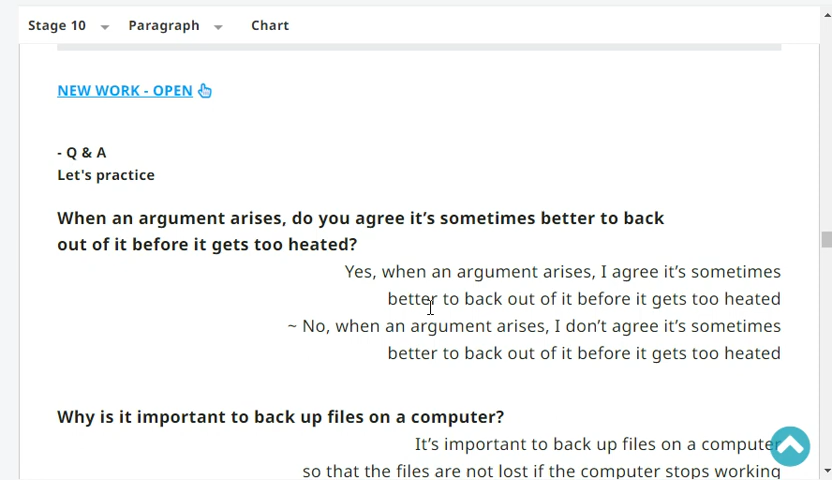 Stage 10 Paragraph Chart
NEW WORK - OPEN
- Q & A
Let's practice
When an argument arises, do you agree it's sometimes better to back
out of it before it gets too heated?
Yes, when an argument arises, I agree it's sometimes
better to back out of it before it gets too heated
~ No, when an argument arises, I don't agree it's sometimes
better to back out of it before it gets too heated
Why is it important to back up files on a computer?
It's important to back up files on a computer
so that the files are not lost if the computer stops working